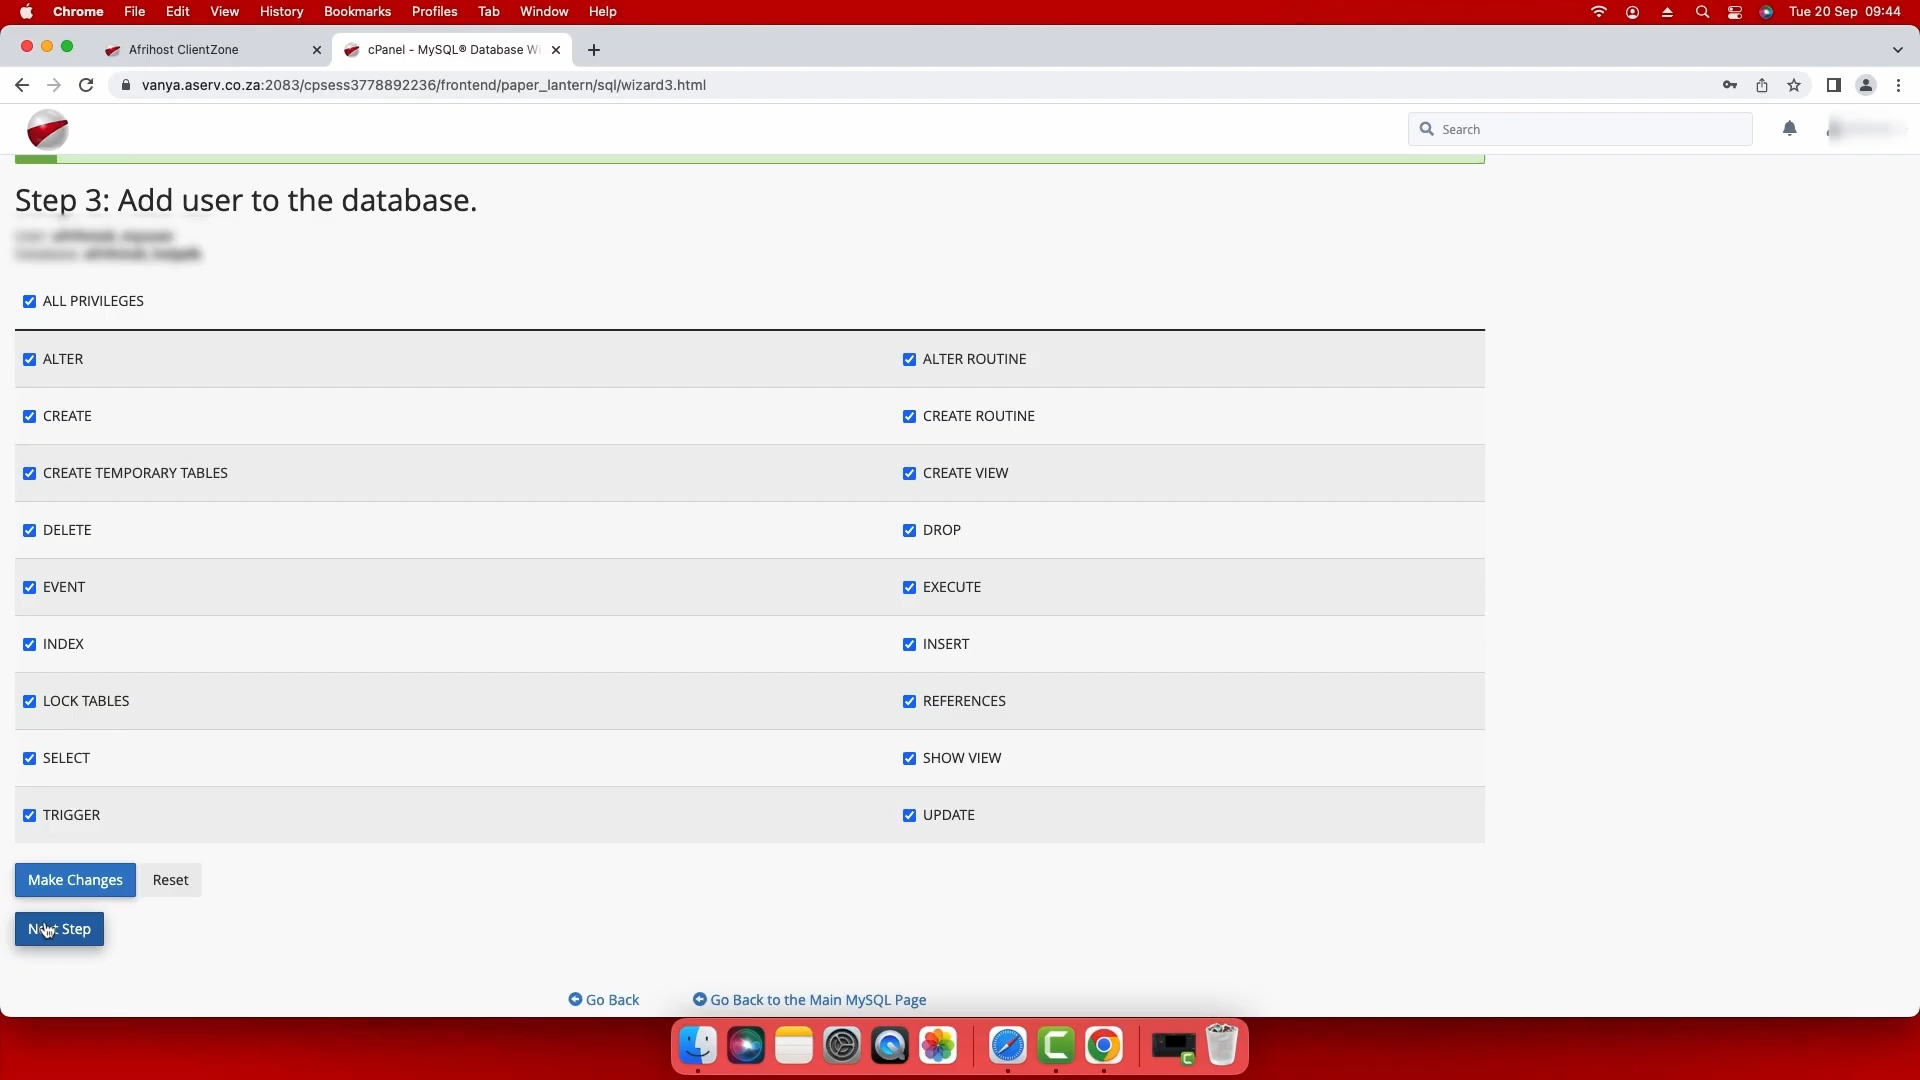 Chrome File Edit View History Bookmarks Profiles Tab Window Help Tue 20 Sep 09:44
Afrihost ClientZone cPanel - MySQL® Database Wi
vanya.aserv.co.za:2083/cpsess3778892236/frontend/paper_lantern/sql/wizard3.html
Search
Step 3: Add user to the database.
ALL PRIVILEGES
ALTER ALTER ROUTINE
CREATE CREATE ROUTINE
CREATE TEMPORARY TABLES CREATE VIEW
DELETE DROP
EVENT EXECUTE
INDEX INSERT
LOCK TABLES REFERENCES
SELECT SHOW VIEW
TRIGGER UPDATE
Make Changes Reset
Next Step
Go Back Go Back to the Main MySQL Page